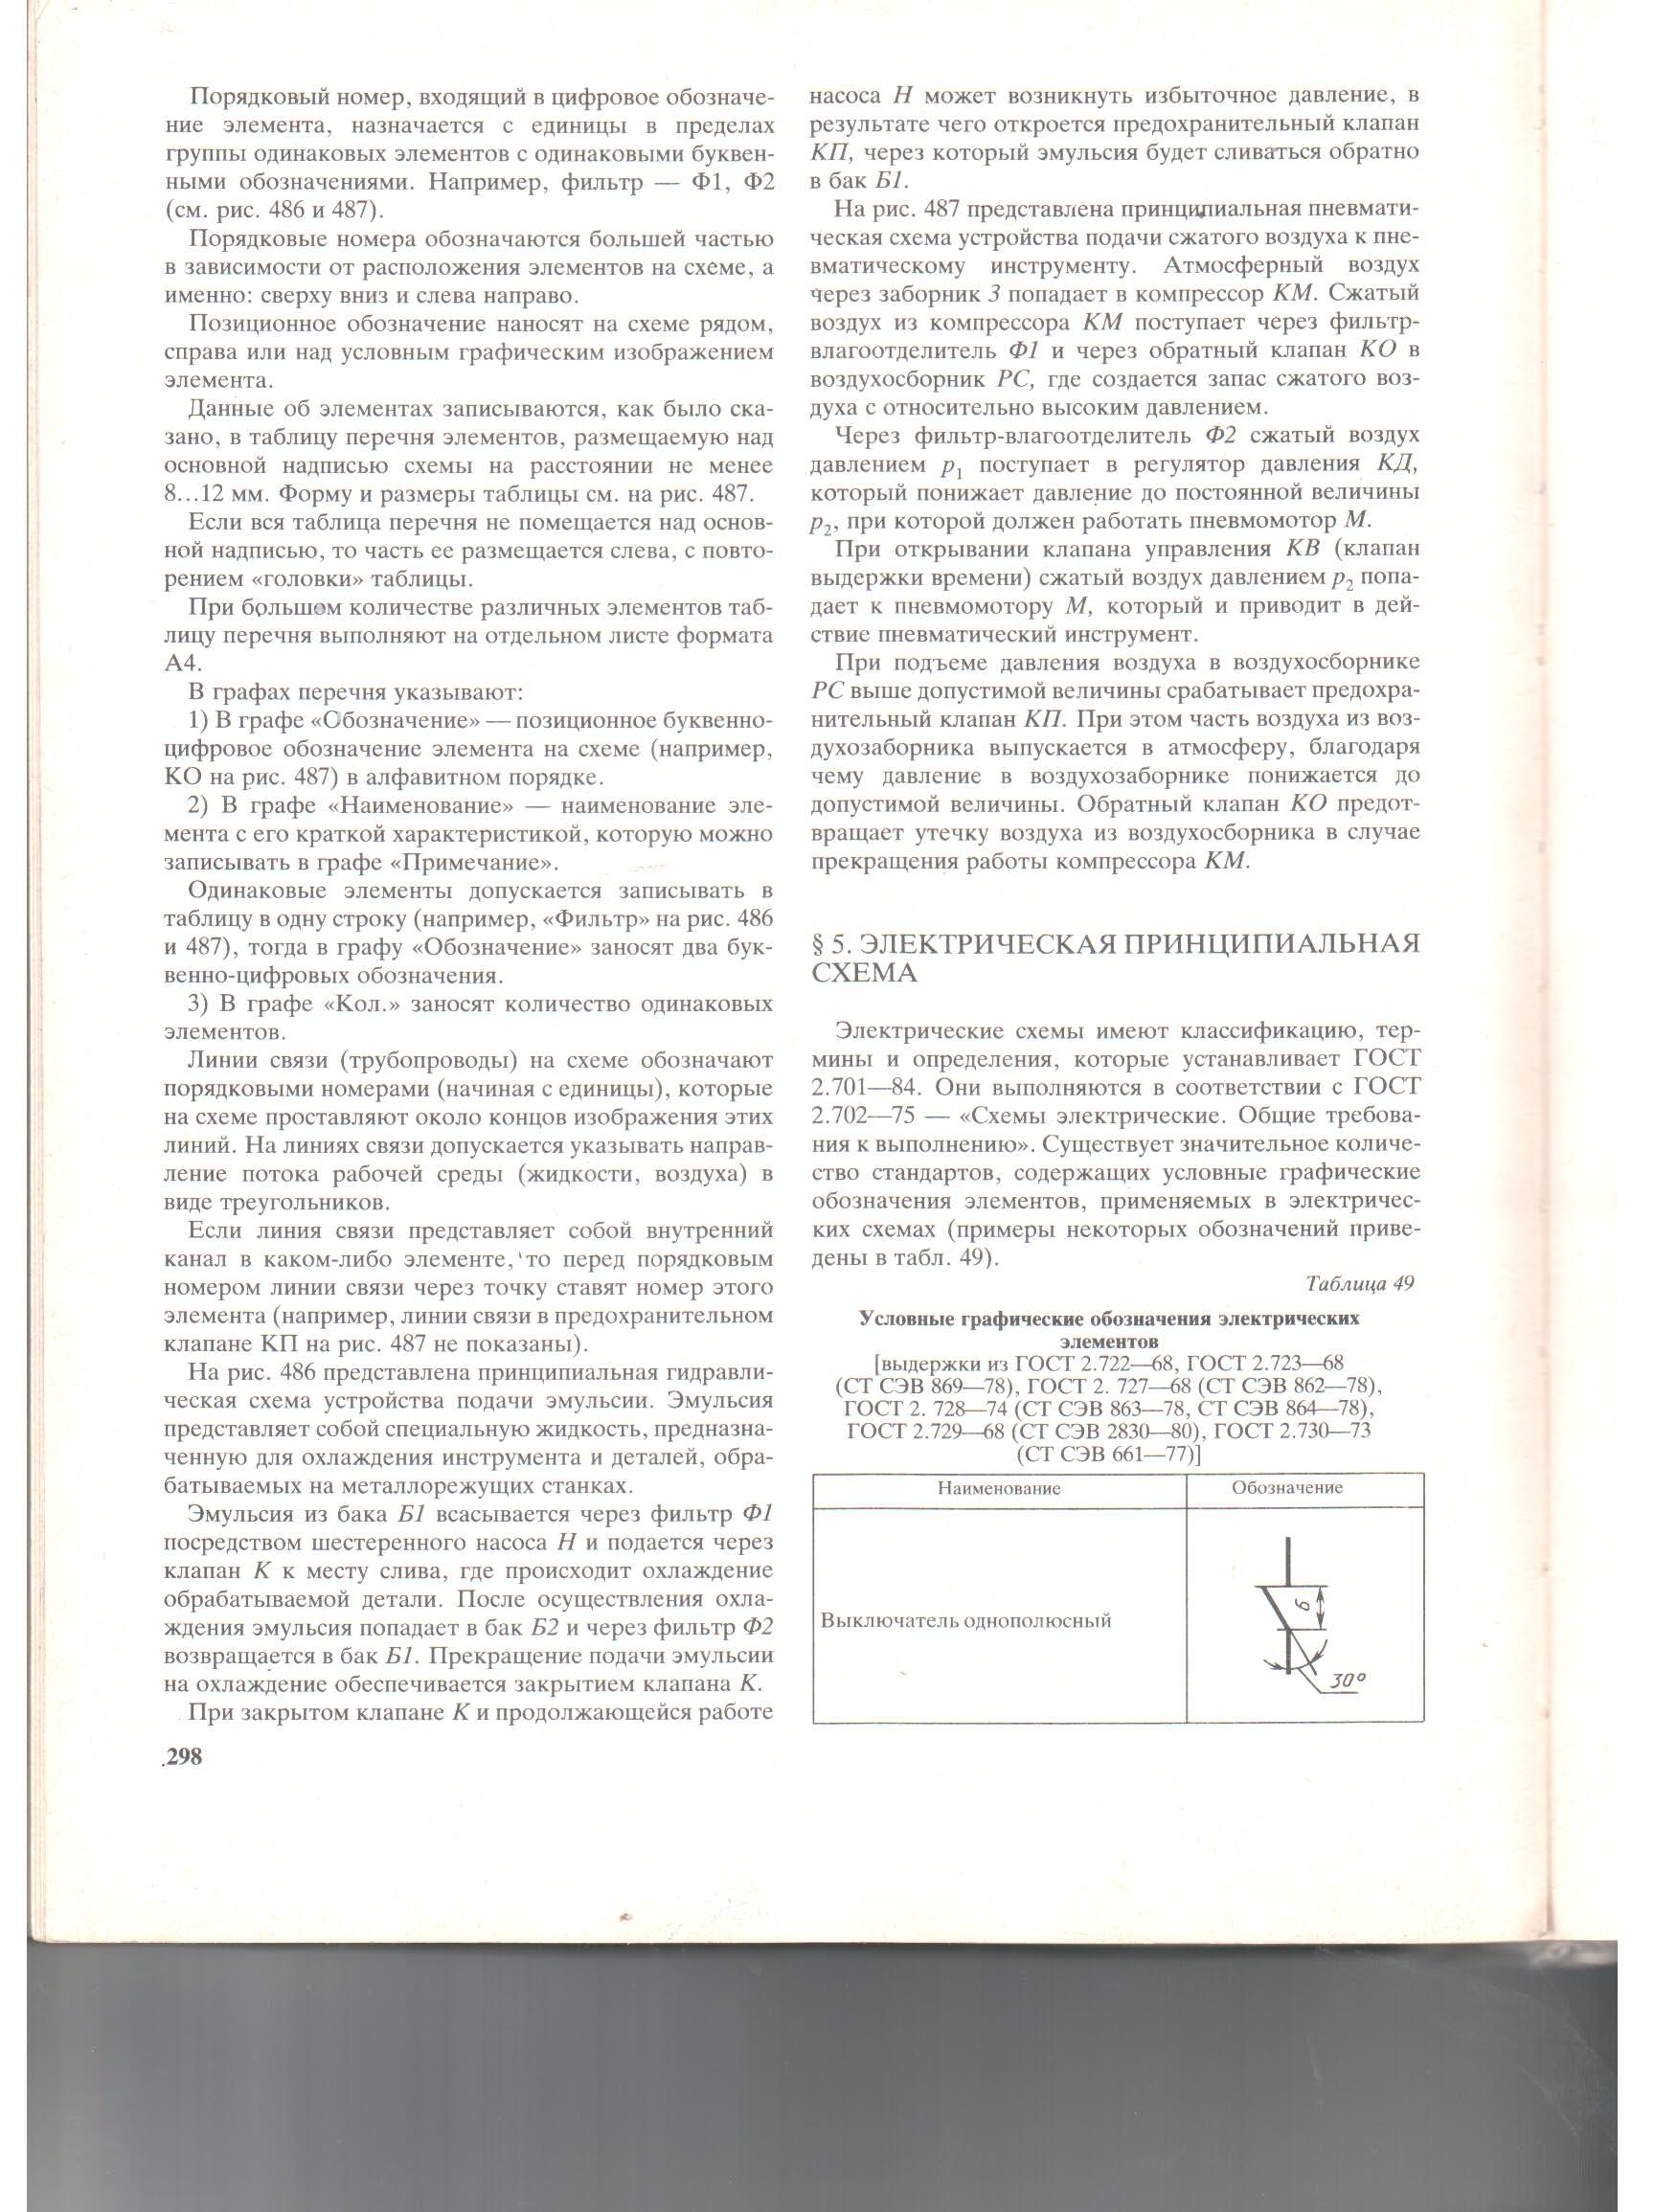 Порядковый номер, входящий в цифровое обозначе-
ние элемента, назначается с единицы в пределах
группы одинаковых элементов с одинаковыми буквен-
ными обозначениями. Например, фильтр — Ф1, Ф2
(см. рис. 486 и 487).
Порядковые номера обозначаются большей частью
в зависимости от расположения элементов на схеме, а
именно: сверху вниз и слева направо.
Позиционное обозначение наносят на схеме рядом,
справа или над условным графическим изображением
элемента.
Данные об элементах записываются, как было ска-
зано, в таблицу перечня элементов, размещаемую над
основной надписью схемы на расстоянии не менее
8...12 мм. Форму и размеры таблицы см. на рис. 487.
Если вся таблица перечня не помещается над основ-
ной надписью, то часть ее размещается слева, с повто-
рением «головки» таблицы.
При большом количестве различных элементов таб-
лицу перечня выполняют на отдельном листе формата
А4.
В графах перечня указывают:
1) В графе «Обозначение» — позиционное буквенно-
цифровое обозначение элемента на схеме (например,
КО на рис. 487) в алфавитном порядке.
2) В графе «Наименование» — наименование эле-
мента с его краткой характеристикой, которую можно
записывать в графе «Примечание».
Одинаковые элементы допускается записывать в
таблицу в одну строку (например, «Фильтр» на рис. 486
и 487), тогда в графу «Обозначение» заносят два бук-
венно-цифровых обозначения.
3) В графе «Кол.» заносят количество одинаковых
элементов.
Линии связи (трубопроводы) на схеме обозначают
порядковыми номерами (начиная с единицы), которые
на схеме проставляют около концов изображения этих
линий. На линиях связи допускается указывать направ-
ление потока рабочей среды (жидкости, воздуха) в
виде треугольников.
Если линия связи представляет собой внутренний
канал в каком-либо элементе, то перед порядковым
номером линии связи через точку ставят номер этого
элемента (например, линии связи в предохранительном
клапане КП на рис. 487 не показаны).
На рис. 486 представлена принципиальная гидравли-
ческая схема устройства подачи эмульсии. Эмульсия
представляет собой специальную жидкость, предназна-
ченную для охлаждения инструмента и деталей, обра-
батываемых на металлорежущих станках.
Эмульсия из бака Б1 всасывается через фильтр Ф1
посредством шестеренного насоса Н и подается через
клапан К к месту слива, где происходит охлаждение
обрабатываемой детали. После осуществления охла-
ждения эмульсия попадает в бак Б2 и через фильтр Ф2
возвращается в бак Б1. Прекращение подачи эмульсии
на охлаждение обеспечивается закрытием клапана К.
При закрытом клапане К и продолжающейся работе
.298
насоса Н может возникнуть избыточное давление, в
результате чего откроется предохранительный клапан
КП, через который эмульсия будет сливаться обратно
в бак Б1.
На рис. 487 представлена принципиальная пневмати-
ческая схема устройства подачи сжатого воздуха к пне-
вматическому инструменту. Атмосферный воздух
через заборник З попадает в компрессор КМ. Сжатый
воздух из компрессора КМ поступает через фильтр-
влагоотделитель Ф1 и через обратный клапан КО в
воздухосборник РС, где создается запас сжатого воз-
духа с относительно высоким давлением.
Через фильтр-влагоотделитель Ф2 сжатый воздух
давлением p₁ поступает в регулятор давления КД,
который понижает давление до постоянной величины
p₂, при которой должен работать пневмомотор М.
При открывании клапана управления КВ (клапан
выдержки времени) сжатый воздух давлением p₂ попа-
дает к пневмомотору М, который и приводит в дей-
ствие пневматический инструмент.
При подъеме давления воздуха в воздухосборнике
РС выше допустимой величины срабатывает предохра-
нительный клапан КП. При этом часть воздуха из воз-
духозаборника выпускается в атмосферу, благодаря
чему давление в воздухозаборнике понижается до
допустимой величины. Обратный клапан КО предот-
вращает утечку воздуха из воздухосборника в случае
прекращения работы компрессора КМ.
§ 5. ЭЛЕКТРИЧЕСКАЯ ПРИНЦИПИАЛЬНАЯ
СХЕМА
Электрические схемы имеют классификацию, тер-
мины и определения, которые устанавливает ГОСТ
2.701—84. Они выполняются в соответствии с ГОСТ
2.702—75 — «Схемы электрические. Общие требова-
ния к выполнению». Существует значительное количе-
ство стандартов, содержащих условные графические
обозначения элементов, применяемых в электричес-
ких схемах (примеры некоторых обозначений приве-
дены в табл. 49).
Таблица 49
Условные графические обозначения электрических
элементов
[выдержки из ГОСТ 2.722—68, ГОСТ 2.723—68
(СТ СЭВ 869—78), ГОСТ 2. 727—68 (СТ СЭВ 862—78),
ГОСТ 2. 728—74 (СТ СЭВ 863—78, СТ СЭВ 864—78),
ГОСТ 2.729—68 (СТ СЭВ 2830—80), ГОСТ 2.730—73
(СТ СЭВ 661—77)]
Наименование Обозначение
Выключатель однополюсный
6
30°